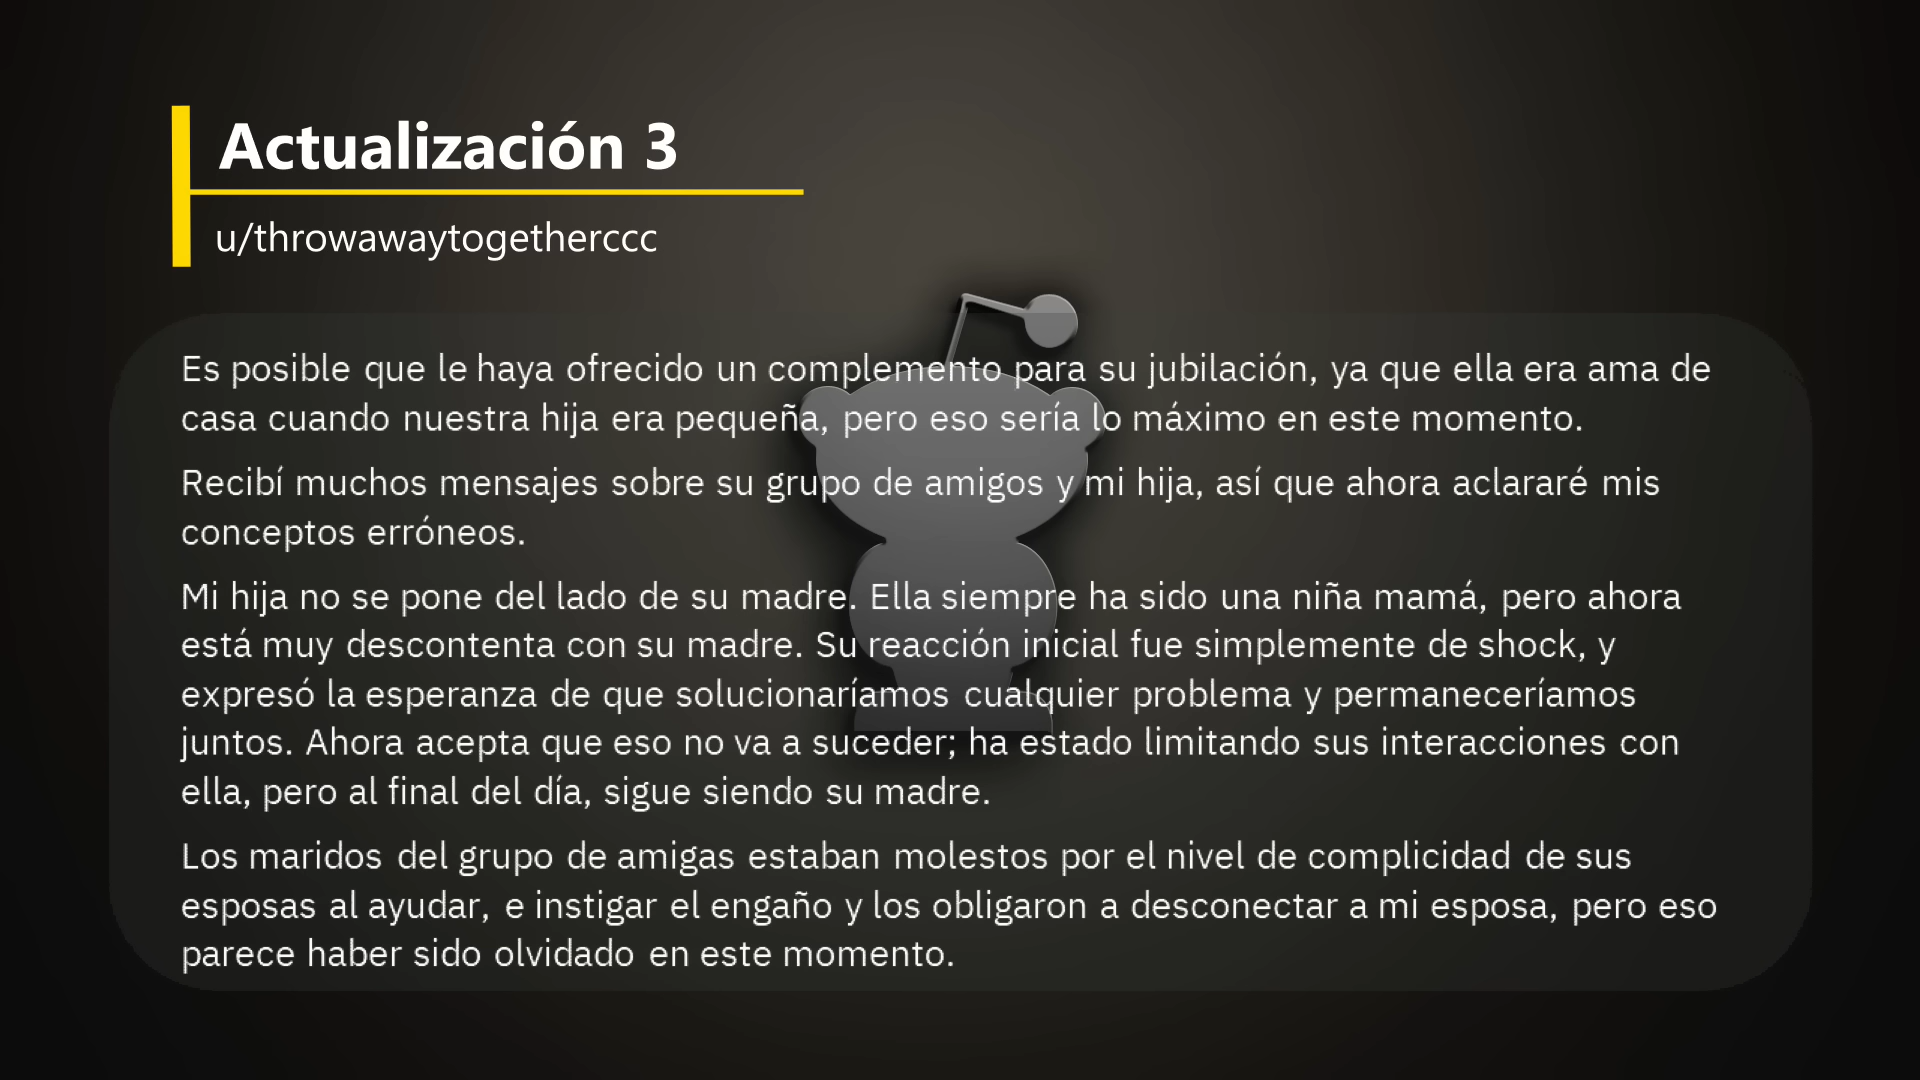 Actualización 3
u/throwawaytogetherccc
Es posible que le haya ofrecido un complemento para su jubilación, ya que ella era ama de
casa cuando nuestra hija era pequeña, pero eso sería lo máximo en este momento.
Recibí muchos mensajes sobre su grupo de amigos y mi hija, así que ahora aclararé mis
conceptos erróneos.
Mi hija no se pone del lado de su madre. Ella siempre ha sido una niña mamá, pero ahora
está muy descontenta con su madre. Su reacción inicial fue simplemente de shock, y
expresó la esperanza de que solucionaríamos cualquier problema y permaneceríamos
juntos. Ahora acepta que eso no va a suceder; ha estado limitando sus interacciones con
ella, pero al final del día, sigue siendo su madre.
Los maridos del grupo de amigas estaban molestos por el nivel de complicidad de sus
esposas al ayudar, e instigar el engaño y los obligaron a desconectar a mi esposa, pero eso
parece haber sido olvidado en este momento.